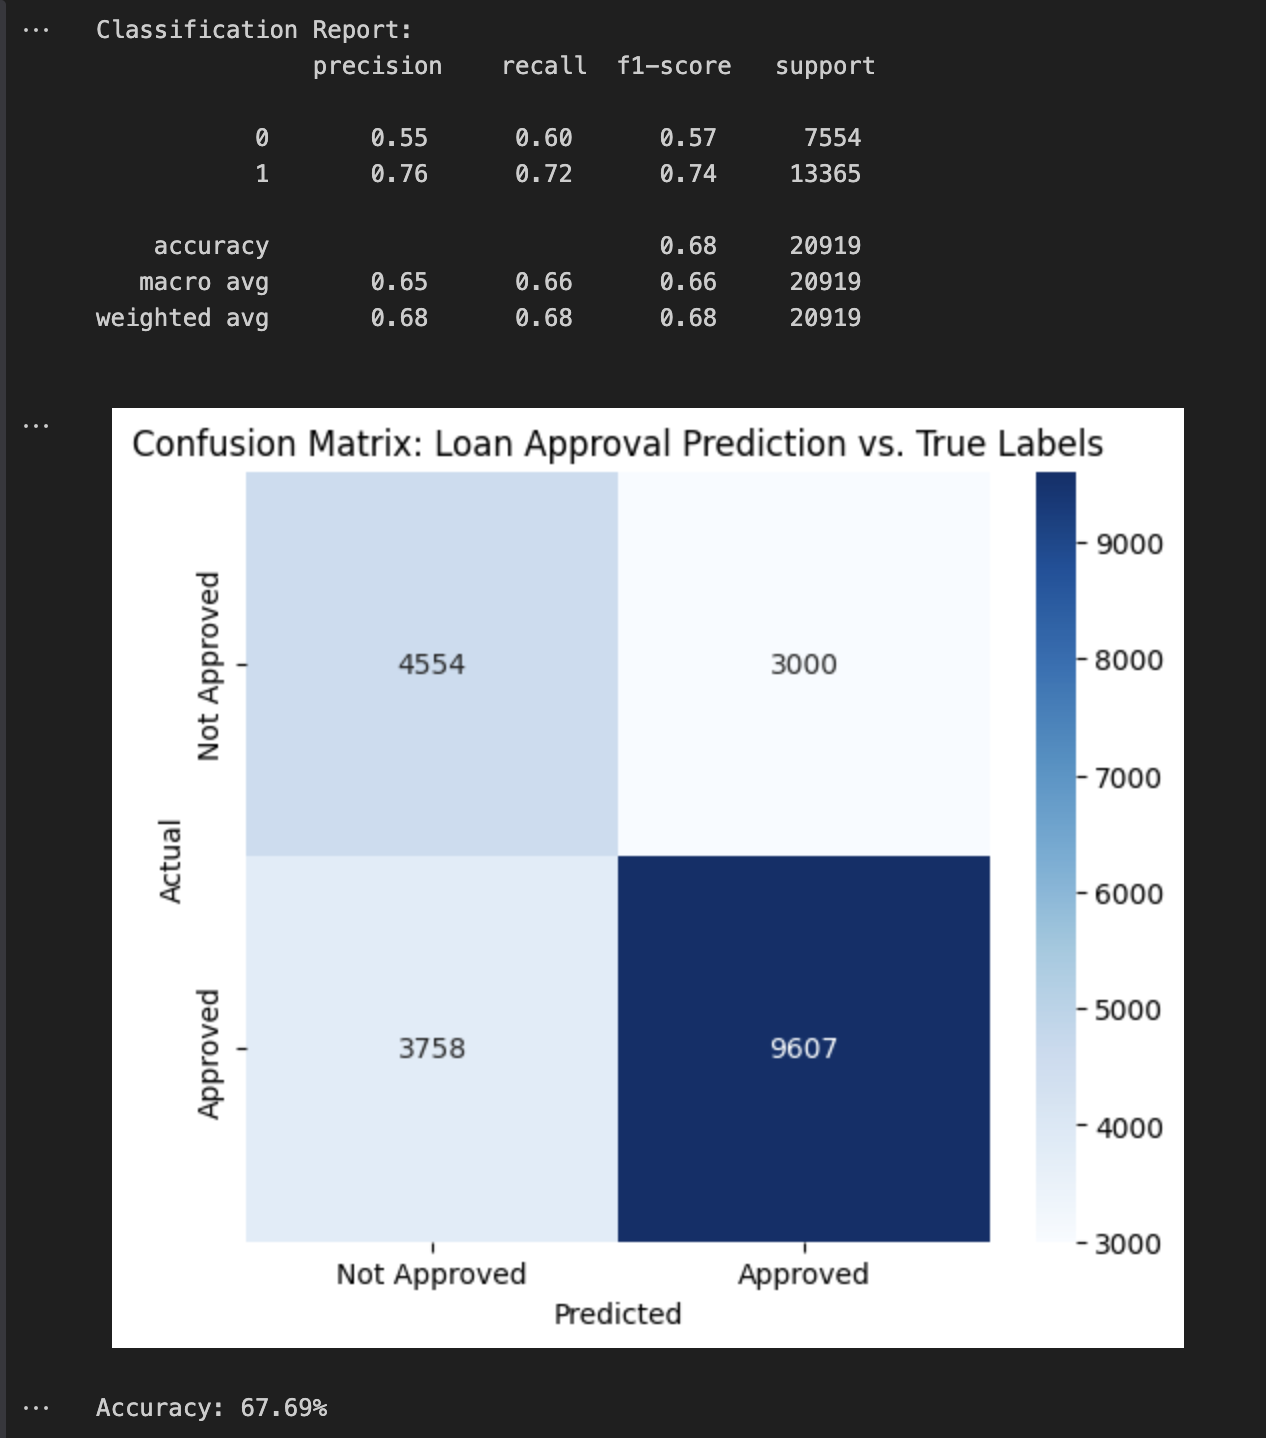 Classification Report:
precision recall f1-score support
0 0.55 0.60 0.57 7554
1 0.76 0.72 0.74 13365
accuracy 0.68 20919
macro avg 0.65 0.66 0.66 20919
weighted avg 0.68 0.68 0.68 20919
Confusion Matrix: Loan Approval Prediction vs. True Labels
Actual
Not Approved
4554 3000
Approved
3758 9607
Not Approved Approved
Predicted
9000
8000
7000
6000
5000
4000
3000
Accuracy: 67.69%